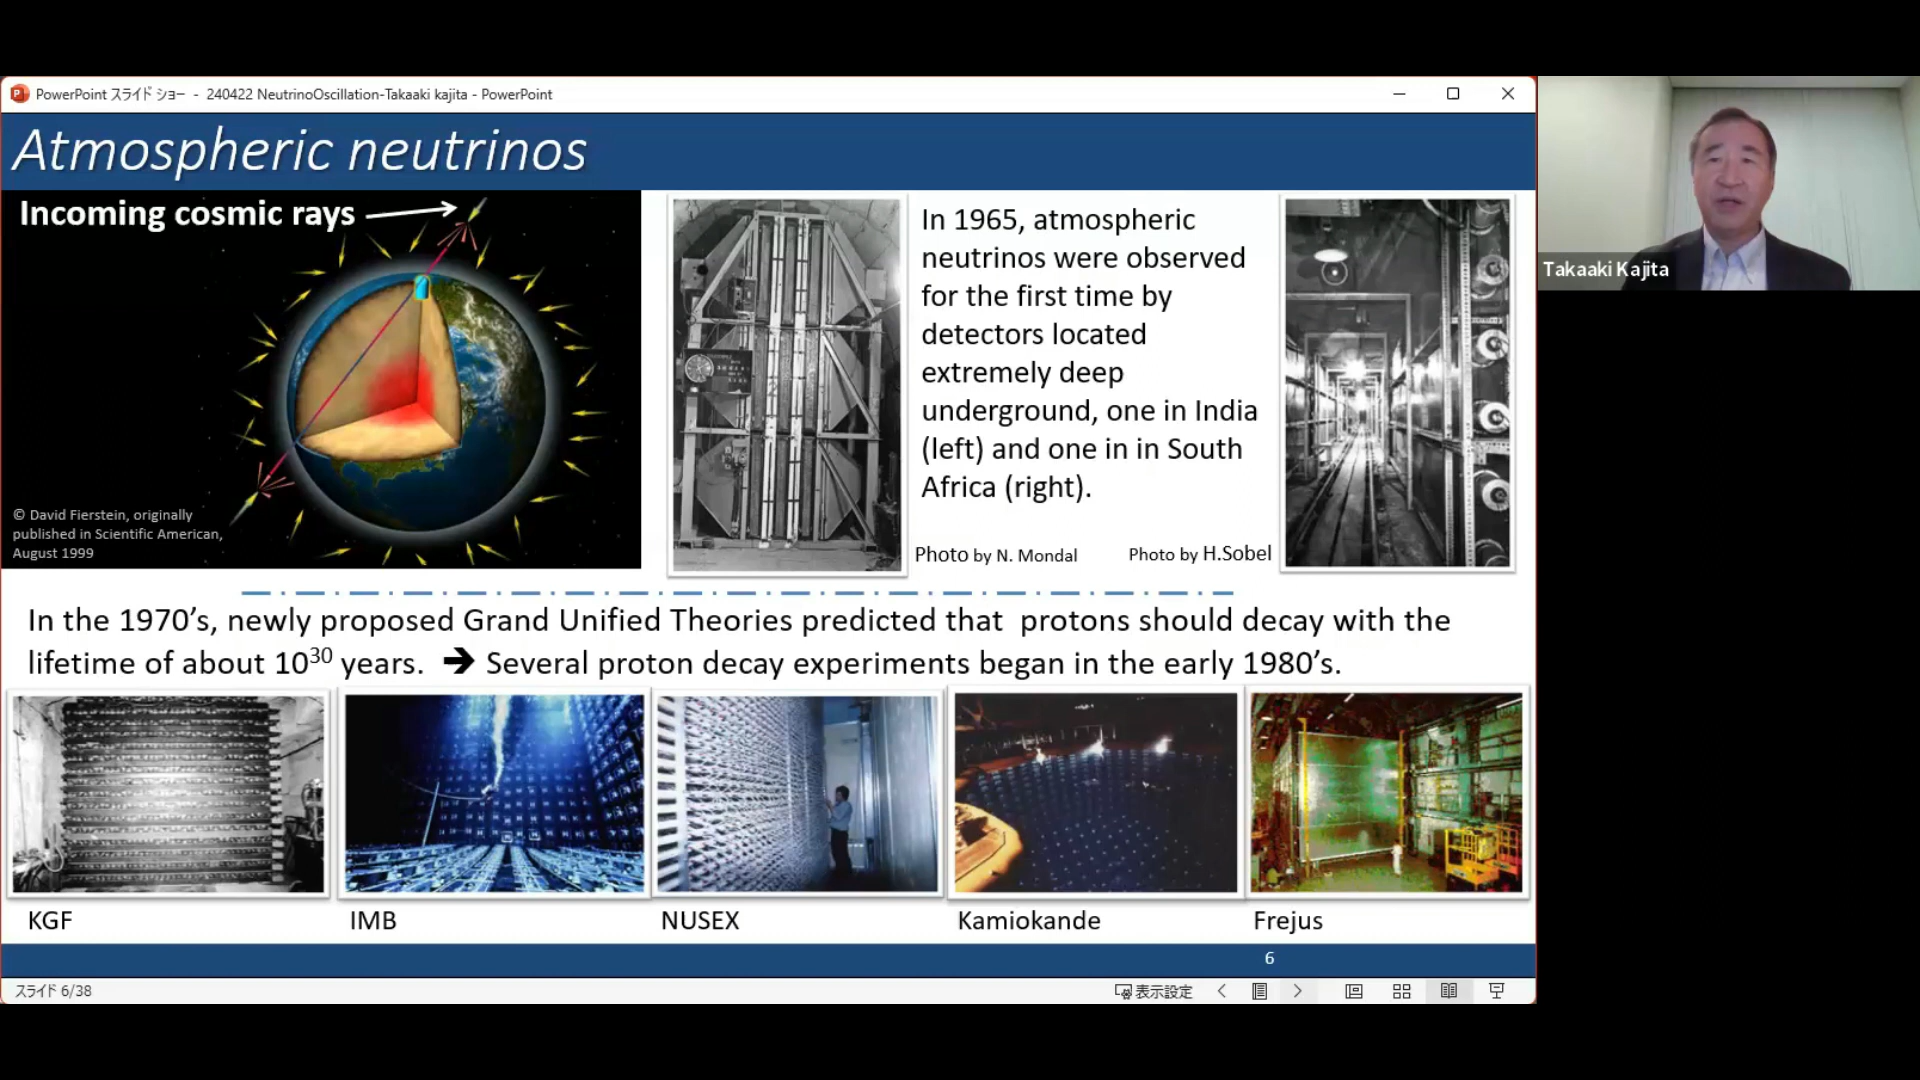 PowerPoint スライド ショー - 240422 NeutrinoOscillation-Takaaki kajita - PowerPoint
Atmospheric neutrinos
Incoming cosmic rays
© David Fierstein, originally
published in Scientific American,
August 1999
In 1965, atmospheric
neutrinos were observed
for the first time by
detectors located
extremely deep
underground, one in India
(left) and one in in South
Africa (right).
Photo by N. Mondal
Photo by H.Sobel
In the 1970’s, newly proposed Grand Unified Theories predicted that protons should decay with the
lifetime of about 10³⁰ years. ➔ Several proton decay experiments began in the early 1980’s.
KGF
IMB
NUSEX
Kamiokande
Frejus
6
スライド 6/38
表示設定
Takaaki Kajita